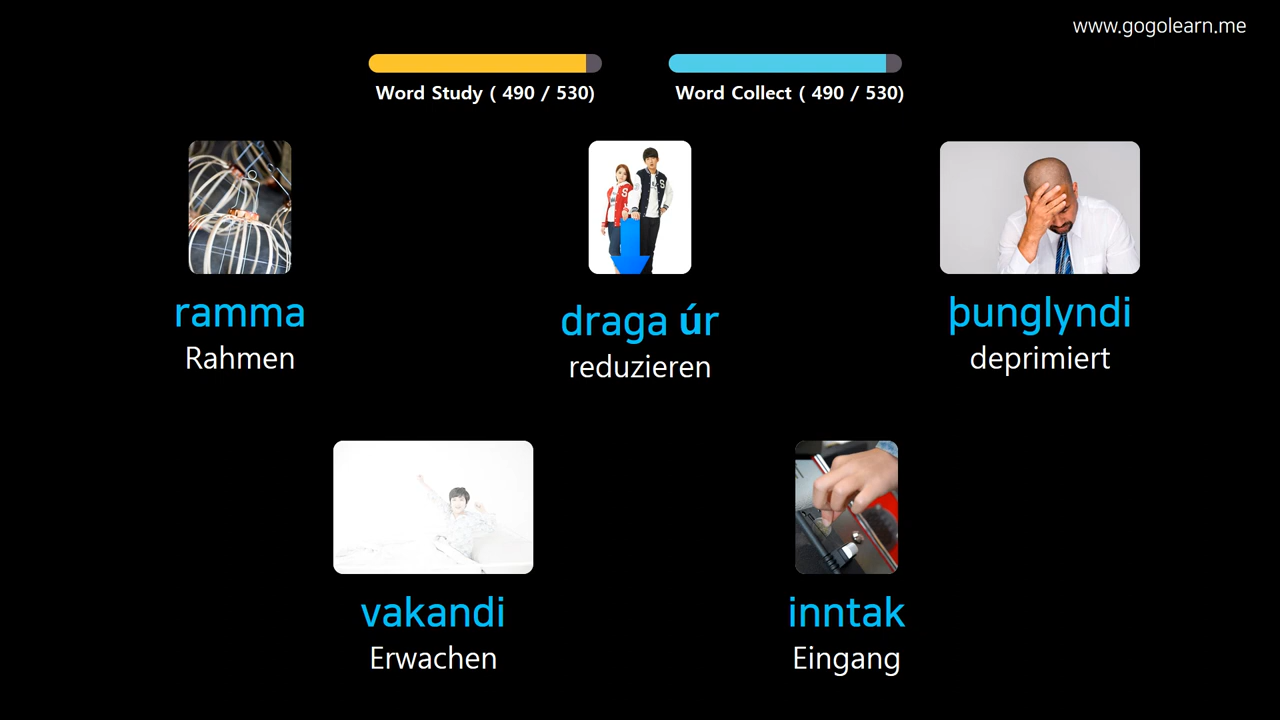 www.gogolearn.me
Word Study ( 490 / 530)
Word Collect ( 490 / 530)
ramma
Rahmen
draga úr
reduzieren
þunglyndi
deprimiert
vakandi
Erwachen
inntak
Eingang